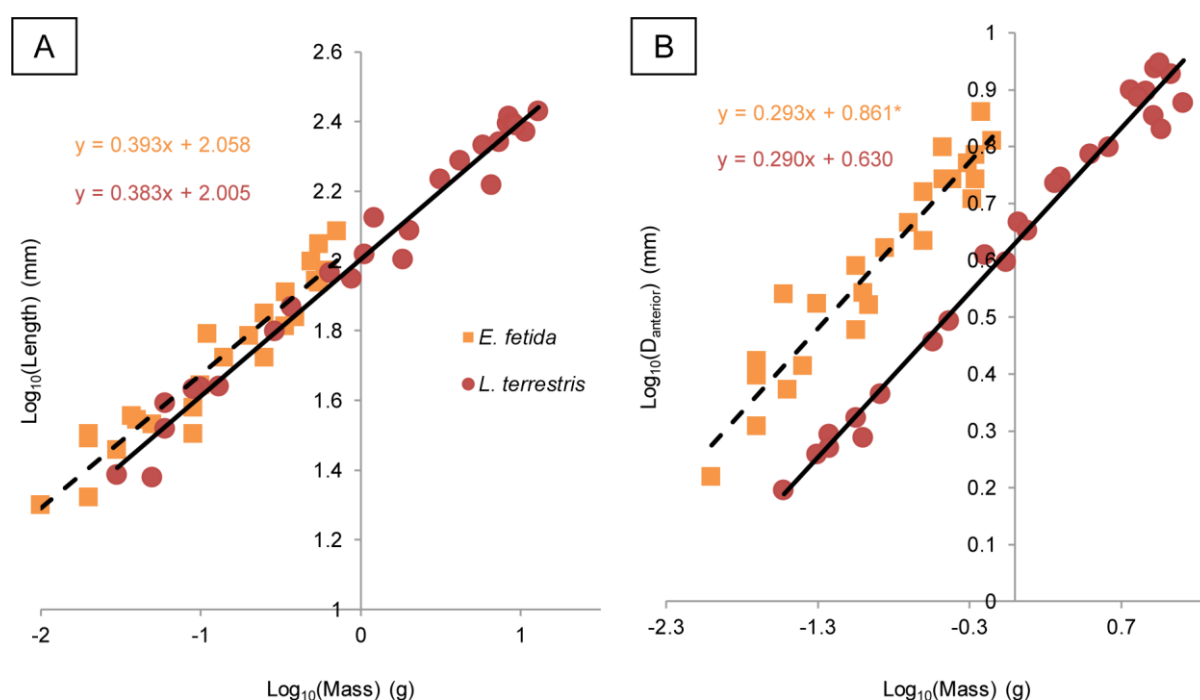 A
Log10(Length) (mm)
2.6
2.4
2.2
2
1.8
1.6
1.4
1.2
1
y = 0.393x + 2.058
y = 0.383x + 2.005
E. fetida
L. terrestris
-2
-1
0
1
Log10(Mass) (g)
B
Log10(Danterior) (mm)
1
0.9
0.8
0.7
0.6
0.5
0.4
0.3
0.2
0.1
0
y = 0.293x + 0.861*
y = 0.290x + 0.630
-2.3
-1.3
-0.3
0.7
Log10(Mass) (g)